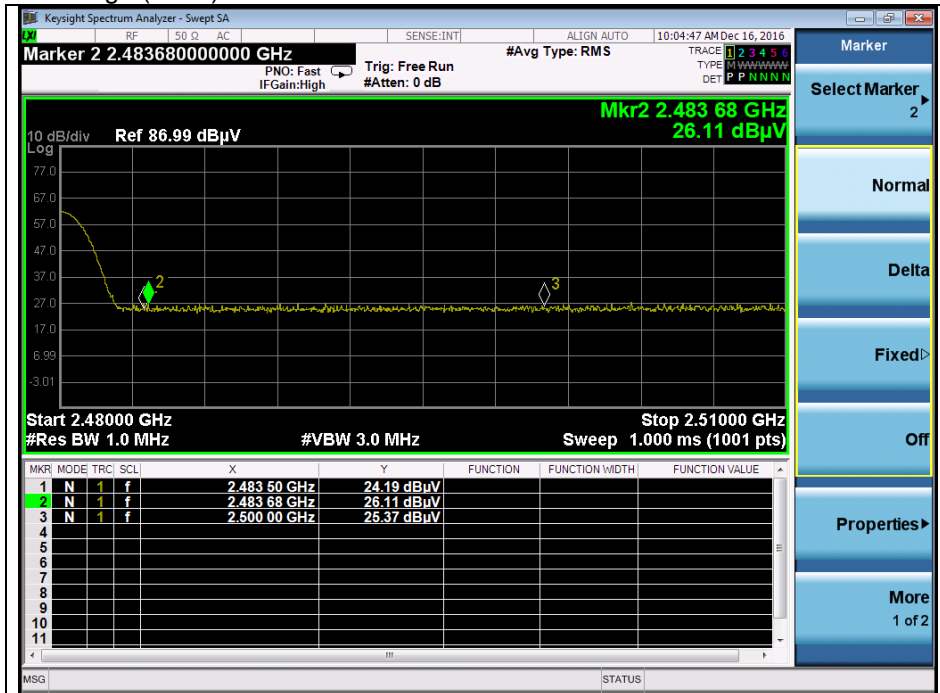 Keysight Spectrum Analyzer - Swept SA
LXI RF 50 Ω AC SENSE:INT ALIGN AUTO 10:04:47 AM Dec 16, 2016
Marker 2 2.483680000000 GHz
PNO: Fast
IFGain:High
Trig: Free Run
#Atten: 0 dB
#Avg Type: RMS
TRACE 1 2 3 4 5 6
TYPE M WWWWW
DET P P N N N N
Mkr2 2.483 68 GHz
26.11 dBµV
10 dB/div Ref 86.99 dBµV
Log
77.0
67.0
57.0
47.0
37.0
27.0
17.0
6.99
-3.01
2
3
Start 2.48000 GHz Stop 2.51000 GHz
#Res BW 1.0 MHz #VBW 3.0 MHz Sweep 1.000 ms (1001 pts)
MKR MODE TRC SCL X Y FUNCTION FUNCTION WIDTH FUNCTION VALUE
1 N 1 f 2.483 50 GHz 24.19 dBµV
2 N 1 f 2.483 68 GHz 26.11 dBµV
3 N 1 f 2.500 00 GHz 25.37 dBµV
4
5
6
7
8
9
10
11
MSG STATUS
Marker
Select Marker
2
Normal
Delta
Fixed
Off
Properties
More
1 of 2